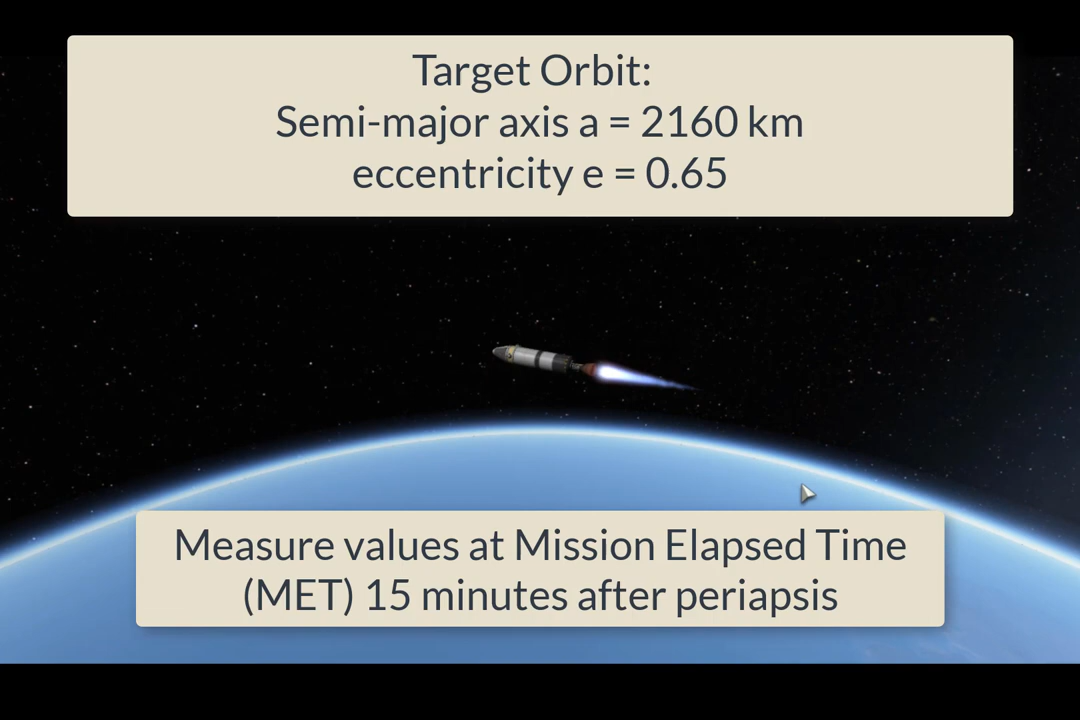 Target Orbit:
Semi-major axis a = 2160 km
eccentricity e = 0.65
Measure values at Mission Elapsed Time
(MET) 15 minutes after periapsis